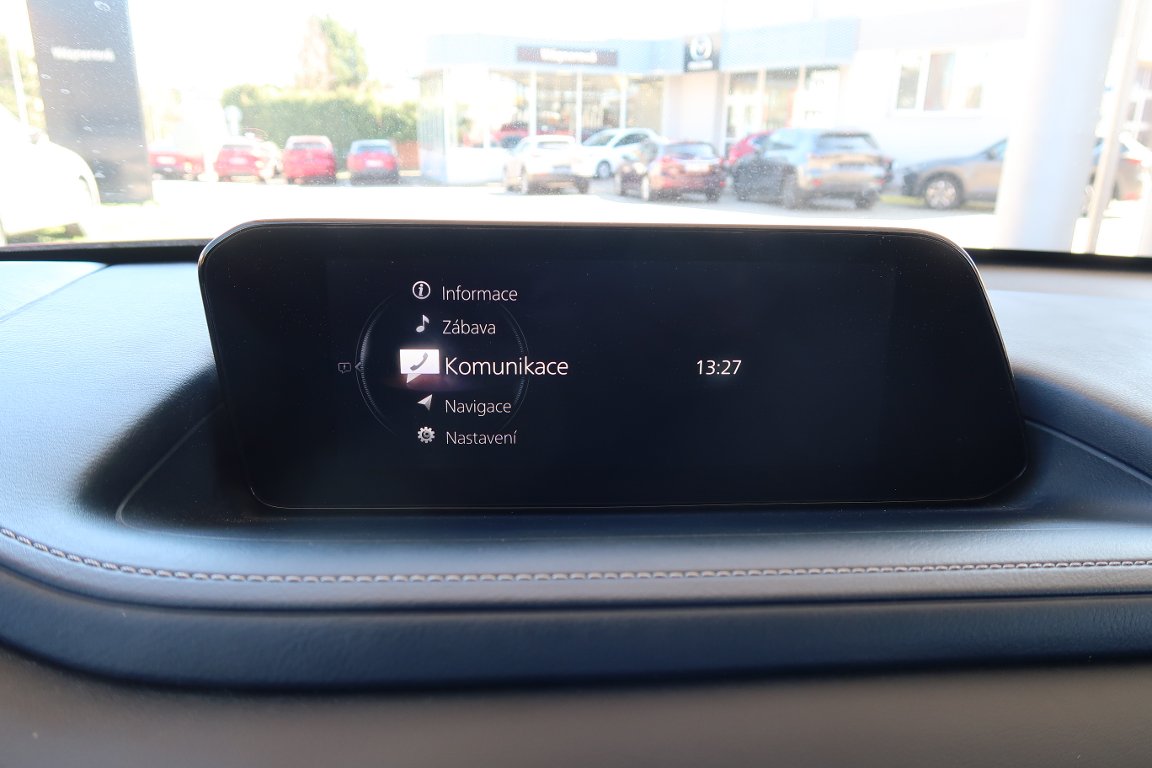 Informace
Zábava
Komunikace
13:27
Navigace
Nastavení